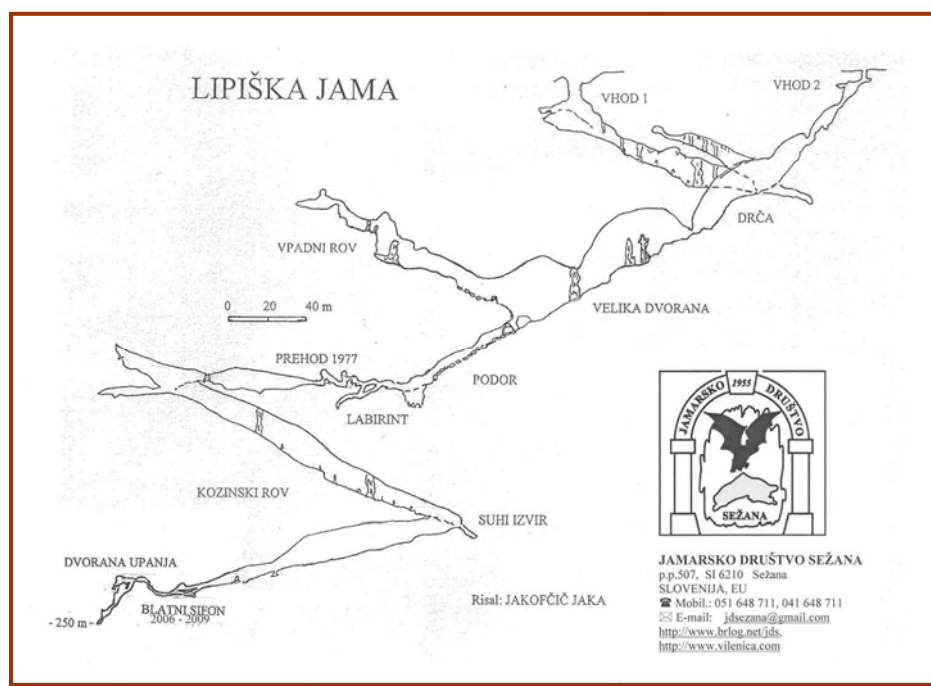 LIPIŠKA JAMA
VHOD 1
VHOD 2
DRČA
VPADNI ROV
VELIKA DVORANA
0 20 40 m
PREHOD 1977
PODOR
LABIRINT
KOZINSKI ROV
SUHI IZVIR
DVORANA UPANJA
BLATNI SIFON
2006 - 2009
- 250 m -
Risal: JAKOFČIČ JAKA
JAMARSKO 1955 DRUŠTVO
SEŽANA
JAMARSKO DRUŠTVO SEŽANA
p.p.507, SI 6210 Sežana
SLOVENIJA, EU
☎ Mobil.: 051 648 711, 041 648 711
✉ E-mail: jdsezana@gmail.com
http://www.brlog.net/jds,
http://www.vilenica.com